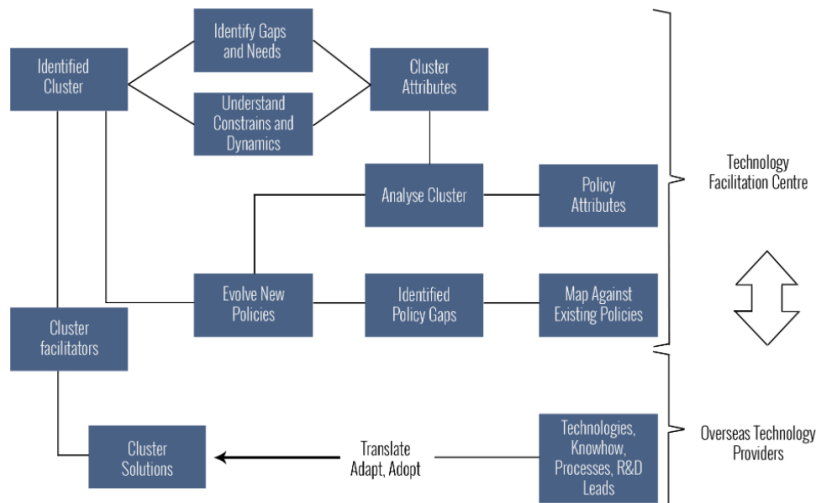 Identify Gaps
and Needs
Identified
Cluster
Cluster
Attributes
Understand
Constrains and
Dynamics
Technology
Facilitation Centre
Analyse Cluster
Policy
Attributes
Evolve New
Policies
Identified
Policy Gaps
Map Against
Existing Policies
Cluster
facilitators
Cluster
Solutions
Translate
Adapt, Adopt
Technologies,
Knowhow,
Processes, R&D
Leads
Overseas Technology
Providers